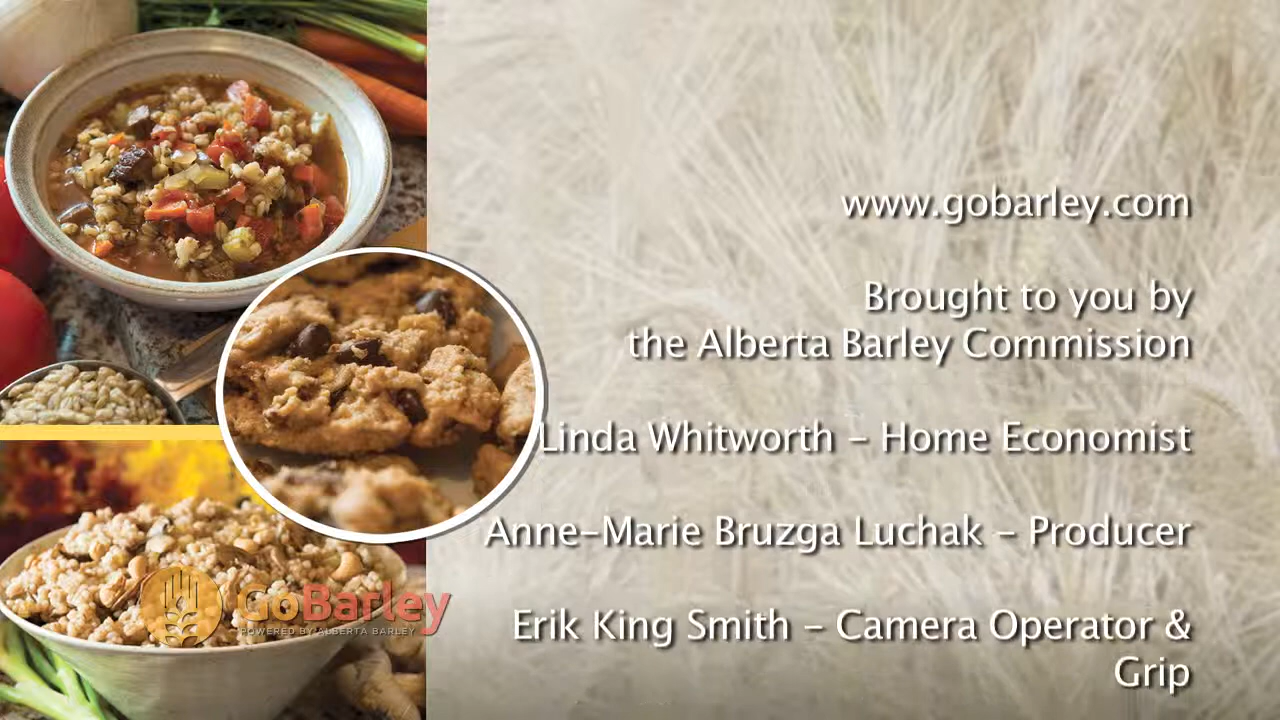 www.gobarley.com
Brought to you by
the Alberta Barley Commission
Linda Whitworth – Home Economist
Anne–Marie Bruzga Luchak – Producer
GoBarley
POWERED BY ALBERTA BARLEY
Erik King Smith – Camera Operator &
Grip